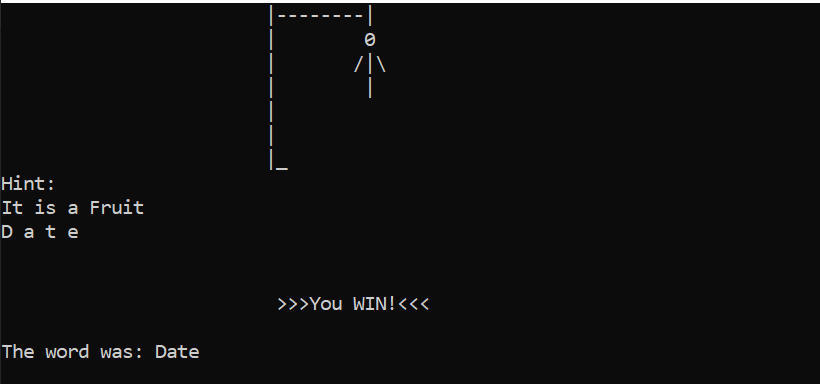 |--------|
|        0
|       /|\
|        |
|
|
|_
Hint:
It is a Fruit
D a t e
>>>You WIN!<<<
The word was: Date